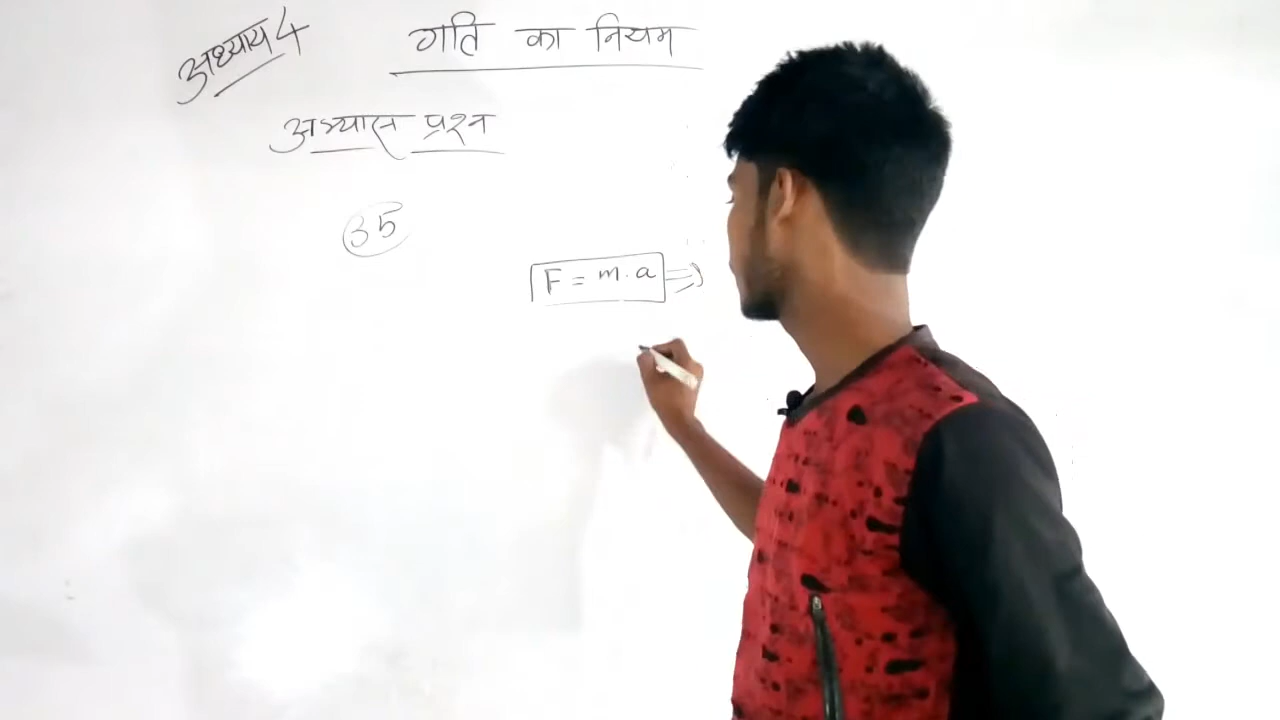 अध्याय 4
गति का नियम
अभ्यास प्रश्न
35
F = m.a ⇒